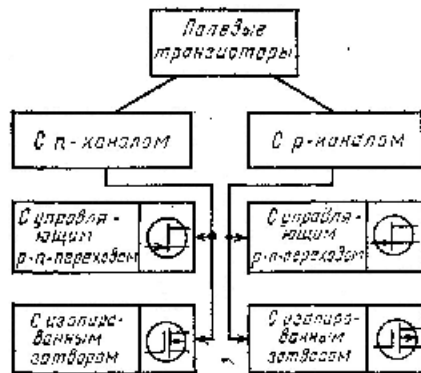 Полевые
транзисторы
С n-каналом
С p-каналом
С управля-
ющим
p-n-переходом
С управля-
ющим
p-n-переходом
С изолиро-
ванным
затвором
С изолиро-
ванным
затвором